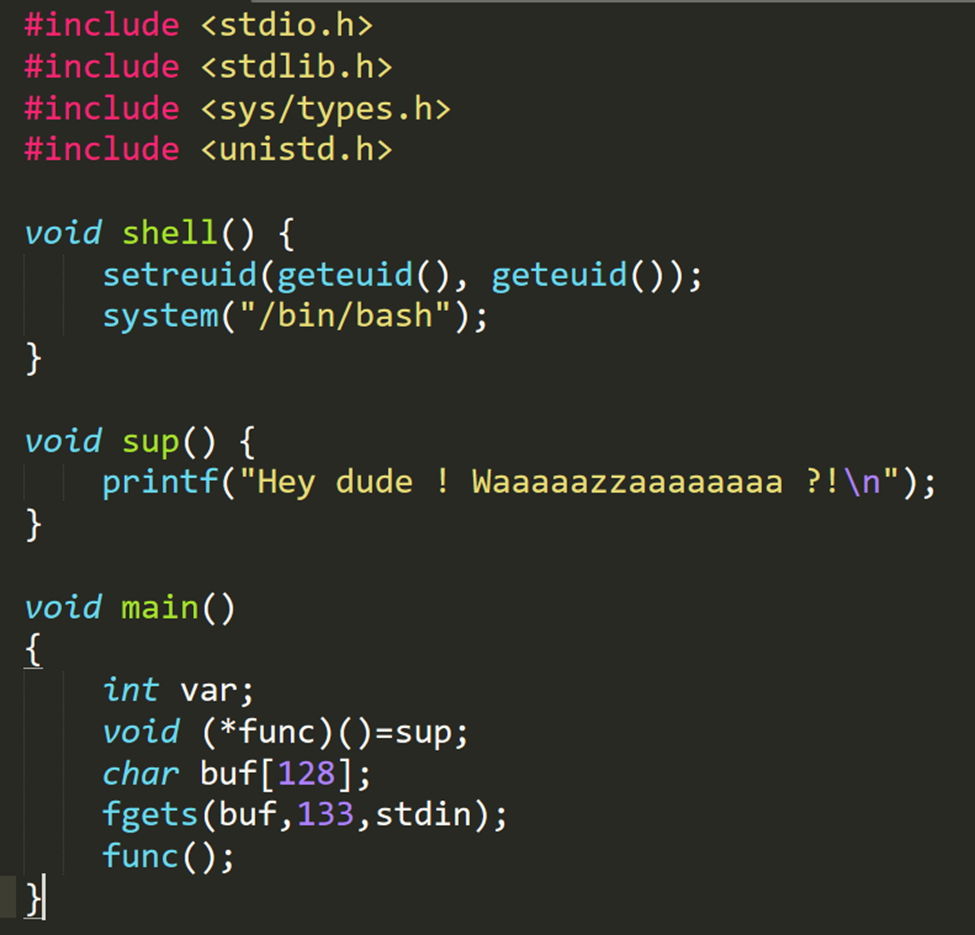 #include <stdio.h>
#include <stdlib.h>
#include <sys/types.h>
#include <unistd.h>
void shell() {
setreuid(geteuid(), geteuid());
system("/bin/bash");
}
void sup() {
printf("Hey dude ! Waaaaazzaaaaaaaa ?!\n");
}
void main()
{
int var;
void (*func)()=sup;
char buf[128];
fgets(buf,133,stdin);
func();
}